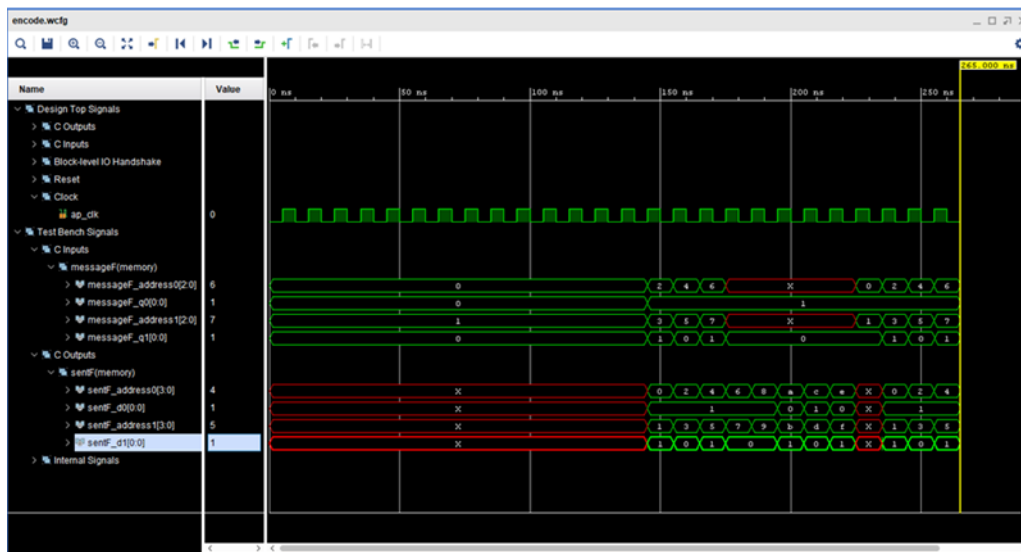 encode.wcfg
265.000 ns
Name Value 0 ns 50 ns 100 ns 150 ns 200 ns 250 ns
Design Top Signals
C Outputs
C Inputs
Block-level IO Handshake
Reset
Clock
ap_clk 0
Test Bench Signals
C Inputs
messageF(memory)
messageF_address0[2:0] 6 0 2 4 6 X 0 2 4 6
messageF_q0[0:0] 1 0 1
messageF_address1[2:0] 7 1 3 5 7 X 1 3 5 7
messageF_q1[0:0] 1 0 1 0 1 0 1 0 1
C Outputs
sentF(memory)
sentF_address0[3:0] 4 X 0 2 4 6 8 a c e X 0 2 4
sentF_d0[0:0] 1 X 1 0 1 0 X 1
sentF_address1[3:0] 5 X 1 3 5 7 9 b d f X 1 3 5
sentF_d1[0:0] 1 X 1 0 1 0 1 0 1 X 1 0 1
Internal Signals